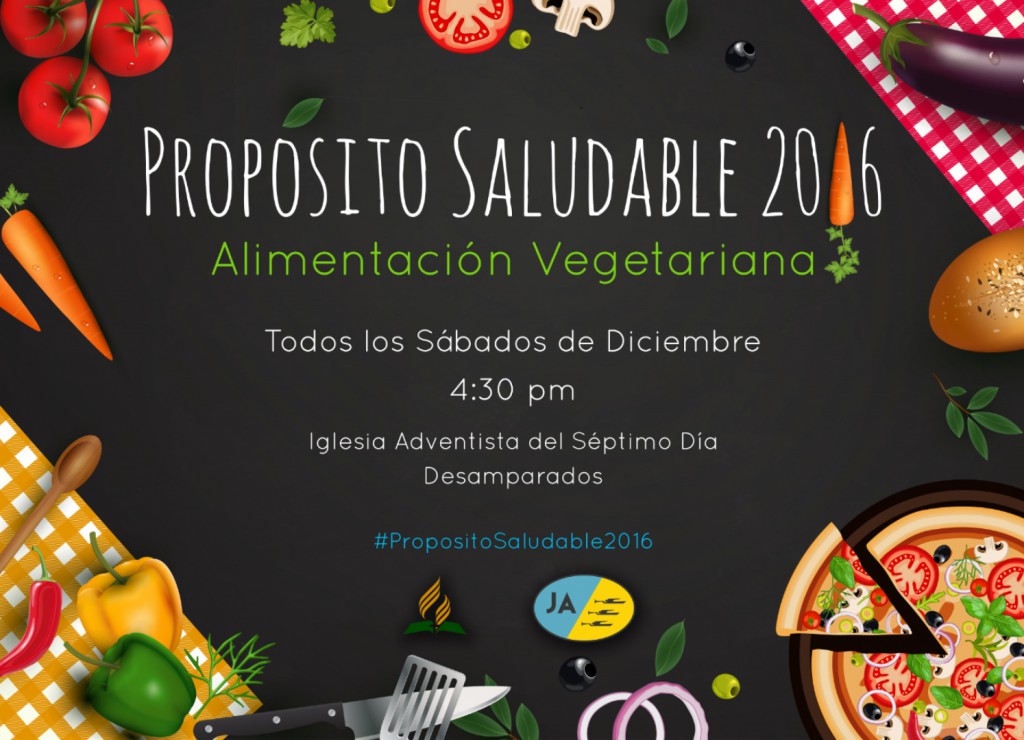 PROPOSITO SALUDABLE 2016
Alimentación Vegetariana
Todos los Sábados de Diciembre
4:30 pm
Iglesia Adventista del Séptimo Día
Desamparados
#PropositoSaludable2016
JA